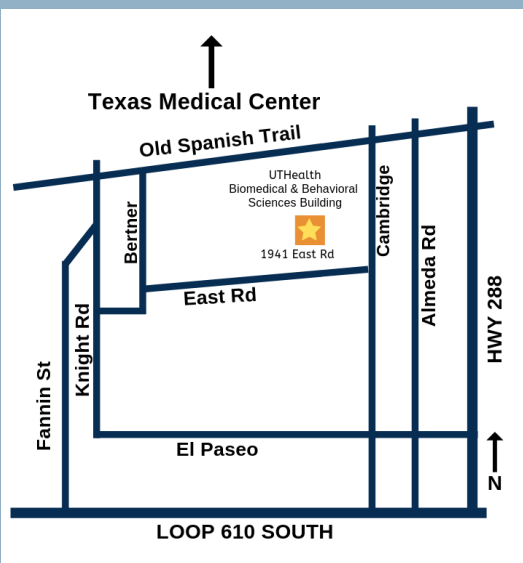 Texas Medical Center
Old Spanish Trail
UTHealth
Biomedical & Behavioral
Sciences Building
1941 East Rd
Bertner
Cambridge
Almeda Rd
HWY 288
East Rd
Knight Rd
Fannin St
El Paseo
N
LOOP 610 SOUTH